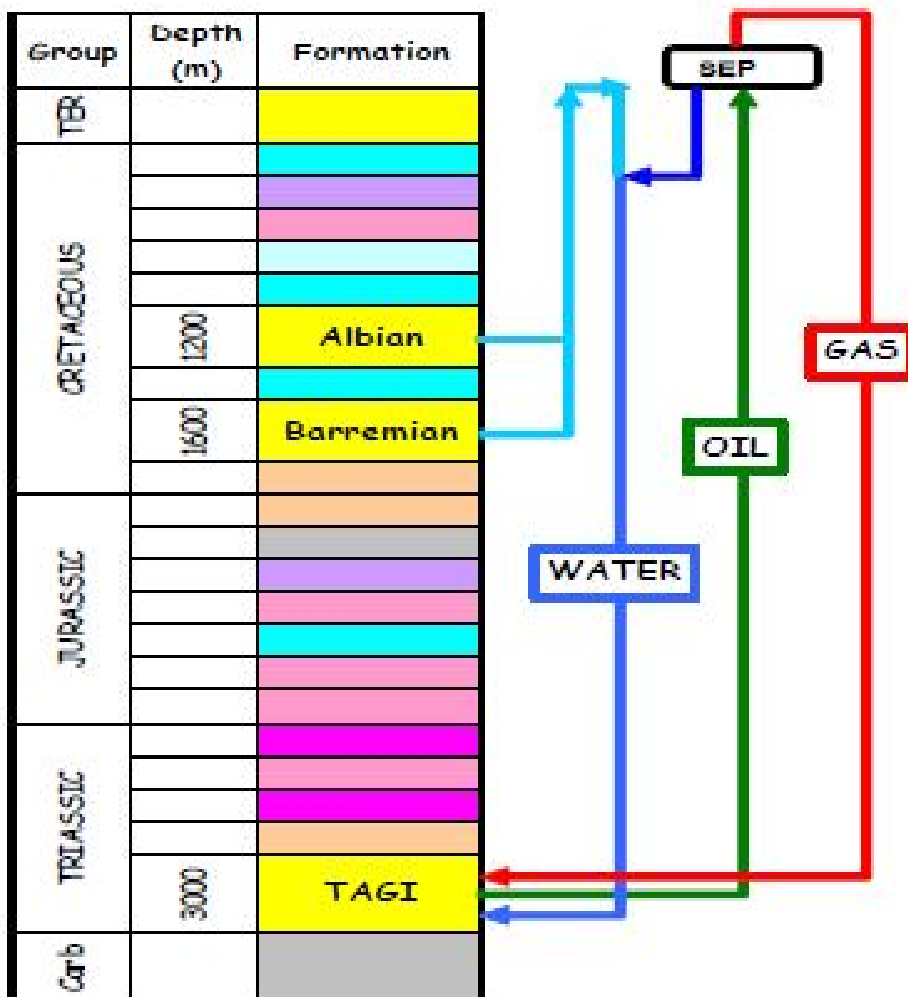 Group
Depth
(m)
Formation
SEP
TER
CRETACEOUS
1200
Albian
GAS
1600
Barremian
OIL
JURASSIC
WATER
TRIASSIC
3000
TAGI
Carb